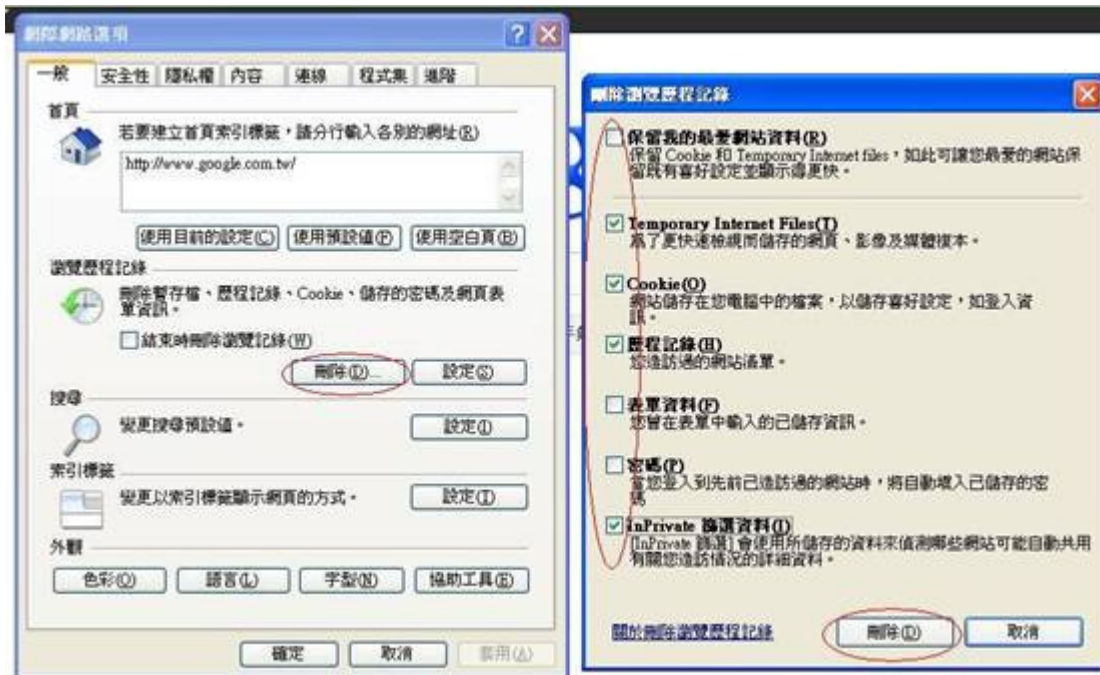 網際網路選項
一般 安全性 隱私權 內容 連線 程式集 進階
首頁
若要建立首頁索引標籤，請分行輸入各別的網址(R)
http://www.google.com.tw/
使用目前的設定(C) 使用預設值(F) 使用空白頁(B)
瀏覽歷程記錄
刪除暫存檔、歷程記錄、Cookie、儲存的密碼及網頁表
單資訊。
結束時刪除瀏覽記錄(W)
刪除(D)... 設定(S)
搜尋
變更搜尋預設值。 設定(I)
索引標籤
變更以索引標籤顯示網頁的方式。 設定(T)
外觀
色彩(O) 語言(L) 字型(N) 協助工具(E)
確定 取消 套用(A)
刪除瀏覽歷程記錄
保留我的最愛網站資料(R)
保留 Cookie 和 Temporary Internet files，如此可讓您最愛的網站保
留既有喜好設定並顯示得更快。
Temporary Internet Files(T)
為了更快速檢視而儲存的網頁、影像及媒體複本。
Cookie(O)
網站儲存在您電腦中的檔案，以儲存喜好設定，如登入資
訊。
歷程記錄(H)
您造訪過的網站清單。
表單資料(F)
您曾在表單中輸入的已儲存資訊。
密碼(P)
當您登入到先前已造訪過的網站時，將自動填入已儲存的密
碼
InPrivate 篩選資料(I)
[InPrivate 篩選] 會使用所儲存的資料來偵測哪些網站可能自動共用
有關您造訪情況的詳細資料。
關於刪除瀏覽歷程記錄 刪除(D) 取消